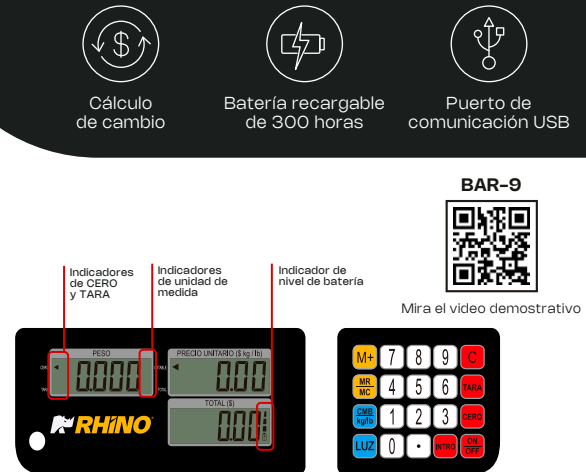 Cálculo
de cambio
Batería recargable
de 300 horas
Puerto de
comunicación USB
BAR-9
Mira el video demostrativo
Indicadores
de CERO
y TARA
Indicadores
de unidad de
medida
Indicador de
nivel de batería
PESO
PRECIO UNITARIO ($ kg / lb)
0.000
0.00
TOTAL ($)
0.00
RHINO
M+ 7 8 9 C
MR
MC 4 5 6 TARA
CMB
kg/lb 1 2 3 CERO
LUZ 0 · INTRO ON
OFF